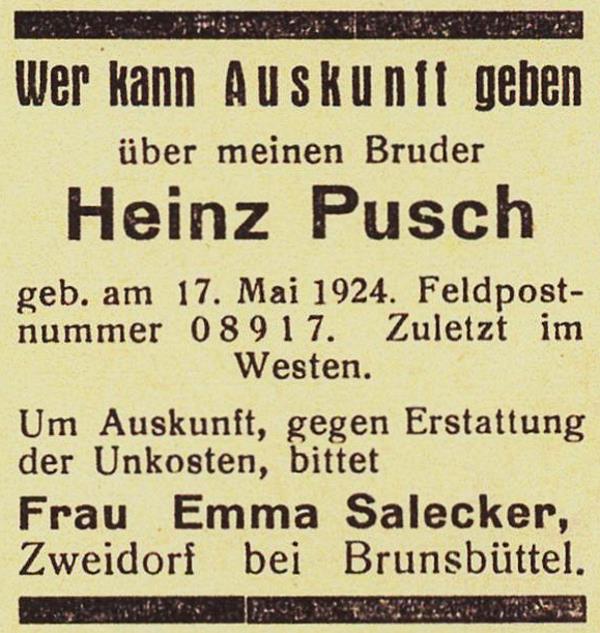 Wer kann Auskunft geben
über meinen Bruder
Heinz Pusch
geb. am 17. Mai 1924. Feldpost-
nummer 08917. Zuletzt im
Westen.
Um Auskunft, gegen Erstattung
der Unkosten, bittet
Frau Emma Salecker,
Zweidorf bei Brunsbüttel.